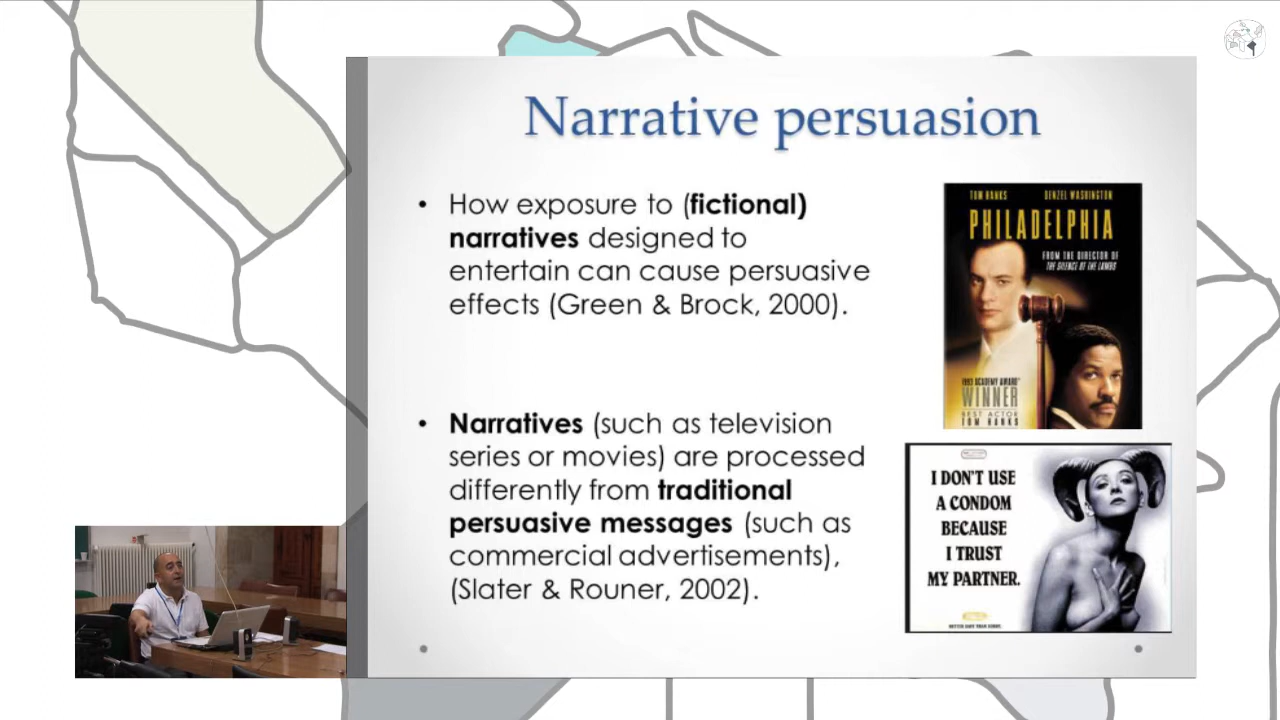 Narrative persuasion
• How exposure to (fictional)
narratives designed to
entertain can cause persuasive
effects (Green & Brock, 2000).
• Narratives (such as television
series or movies) are processed
differently from traditional
persuasive messages (such as
commercial advertisements),
(Slater & Rouner, 2002).
TOM HANKS DENZEL WASHINGTON
PHILADELPHIA
FROM THE DIRECTOR OF
THE SILENCE OF THE LAMBS
1993 ACADEMY AWARD
WINNER
BEST ACTOR
TOM HANKS
I DON'T USE
A CONDOM
BECAUSE
I TRUST
MY PARTNER.